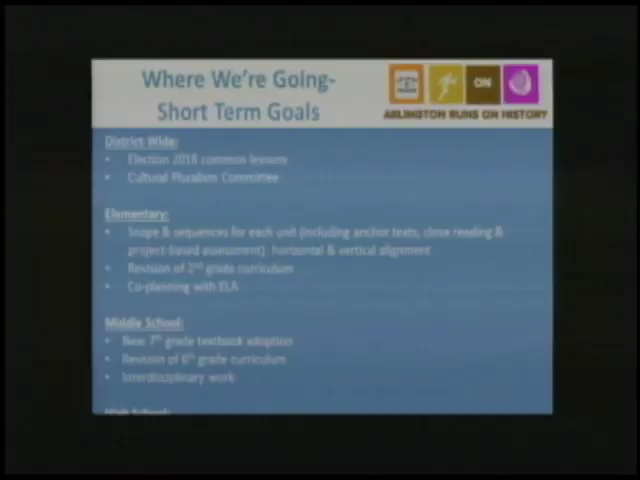 Where We're Going-
Short Term Goals
ON
ARLINGTON RUNS ON HISTORY
District Wide:
• Election 2016 common lessons
• Cultural Pluralism Committee
Elementary:
• Scope & sequences for each unit (including anchor texts, close reading &
project-based assessment) horizontal & vertical alignment
• Revision of 2nd grade curriculum
• Co-planning with ELA
Middle School:
• New 7th grade textbook adoption
• Revision of 6th grade curriculum
• Interdisciplinary work
High School: